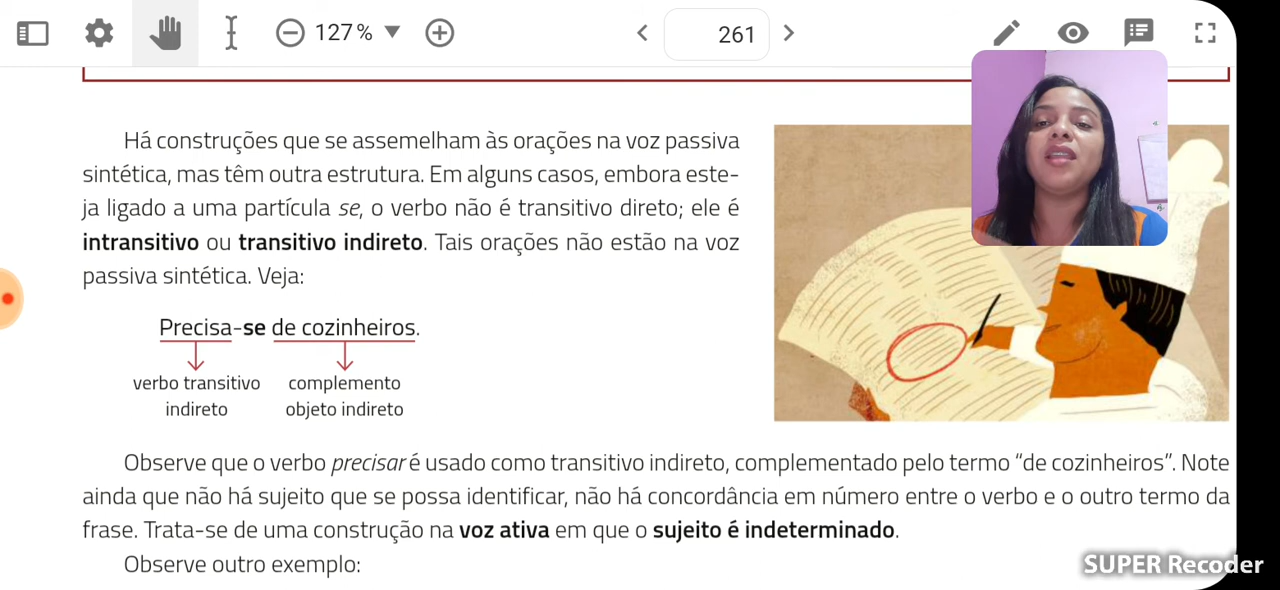 127%
261
Há construções que se assemelham às orações na voz passiva
sintética, mas têm outra estrutura. Em alguns casos, embora este-
ja ligado a uma partícula se, o verbo não é transitivo direto; ele é
intransitivo ou transitivo indireto. Tais orações não estão na voz
passiva sintética. Veja:
Precisa-se de cozinheiros.
verbo transitivo
indireto
complemento
objeto indireto
Observe que o verbo precisar é usado como transitivo indireto, complementado pelo termo “de cozinheiros”. Note
ainda que não há sujeito que se possa identificar, não há concordância em número entre o verbo e o outro termo da
frase. Trata-se de uma construção na voz ativa em que o sujeito é indeterminado.
Observe outro exemplo:
SUPER Recoder